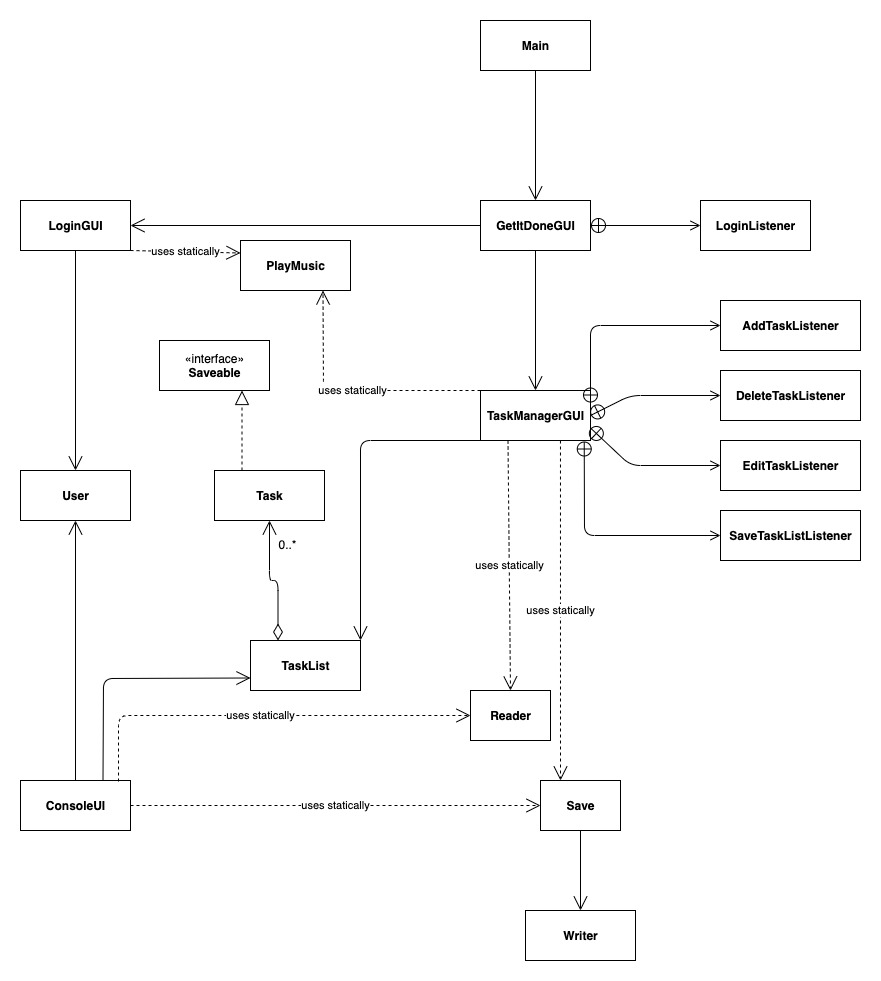 Main
LoginGUI
GetItDoneGUI
LoginListener
uses statically
PlayMusic
AddTaskListener
«interface»
Saveable
uses statically
DeleteTaskListener
TaskManagerGUI
EditTaskListener
User
Task
SaveTaskListListener
0..*
uses statically
uses statically
TaskList
uses statically
Reader
ConsoleUI
uses statically
Save
Writer